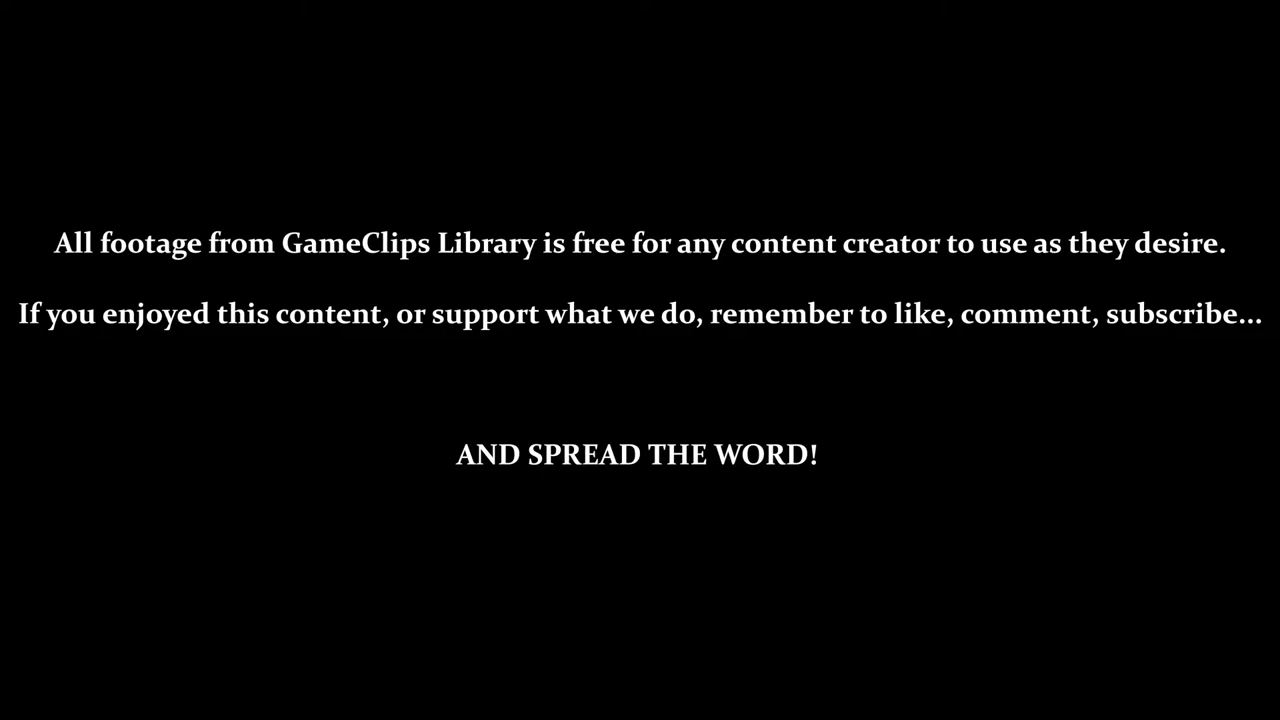 All footage from GameClips Library is free for any content creator to use as they desire.
If you enjoyed this content, or support what we do, remember to like, comment, subscribe...
AND SPREAD THE WORD!